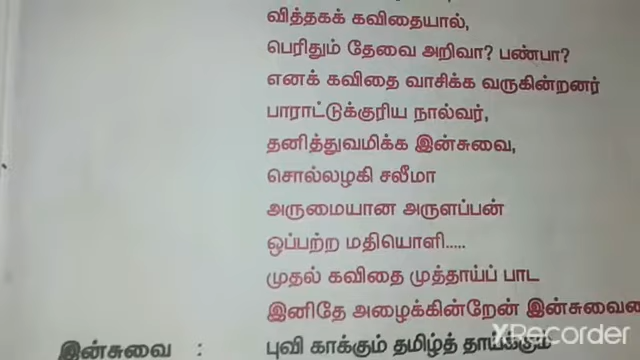 வித்தகக் கவிதையால்,
பெரிதும் தேவை அறிவா? பண்பா?
எனக் கவிதை வாசிக்க வருகின்றனர்
பாராட்டுக்குரிய நால்வர்,
தனித்துவமிக்க இன்சுவை,
சொல்லழகி சலீமா
அருமையான அருளப்பன்
ஒப்பற்ற மதியொளி.....
முதல் கவிதை முத்தாய்ப் பாட
இனிதே அழைக்கின்றேன்
இன்சுவை : புவி காக்கும் தமிழ்த் தாய்க்கும்
XRecorder